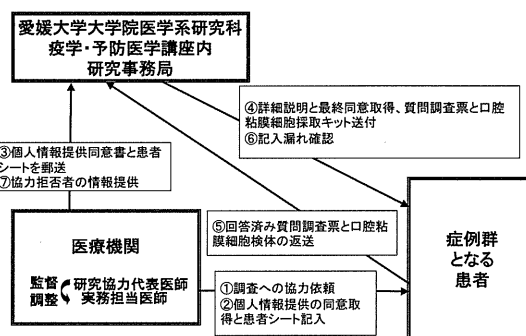 愛媛大学大学院医学系研究科
疫学・予防医学講座内
研究事務局
④詳細説明と最終同意取得、質問調査票と口腔
粘膜細胞採取キット送付
⑥記入漏れ確認
③個人情報提供同意書と患者
シートを郵送
⑦協力拒否者の情報提供
⑤回答済み質問調査票と口腔粘
膜細胞検体の返送
医療機関
監督
調整
研究協力代表医師
実務担当医師
①調査への協力依頼
②個人情報提供の同意取
得と患者シート記入
症例群
となる
患者